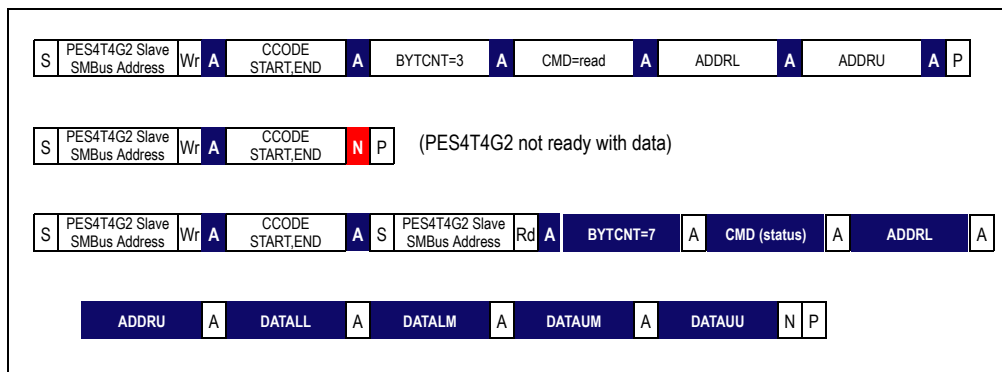 S PES4T4G2 Slave SMBus Address Wr A CCODE START,END A BYTCNT=3 A CMD=read A ADDRL A ADDRU A P
S PES4T4G2 Slave SMBus Address Wr A CCODE START,END N P (PES4T4G2 not ready with data)
S PES4T4G2 Slave SMBus Address Wr A CCODE START,END A S PES4T4G2 Slave SMBus Address Rd A BYTCNT=7 A CMD (status) A ADDRL A
ADDRU A DATALL A DATALM A DATAUM A DATAUU N P